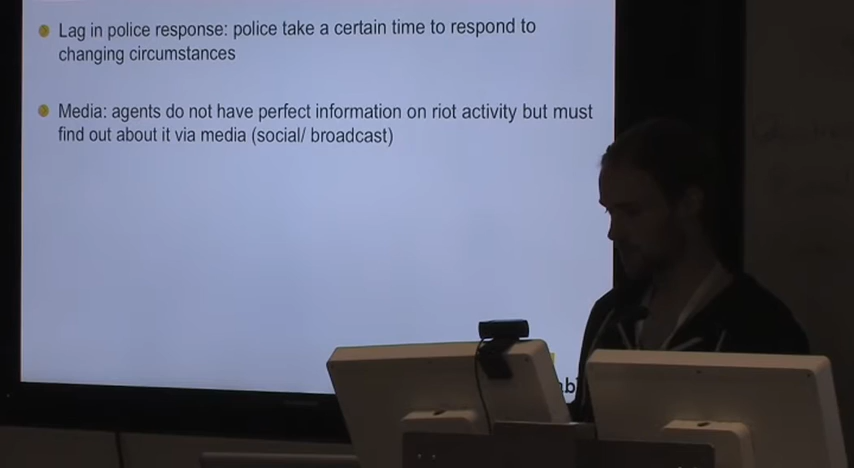 Lag in police response: police take a certain time to respond to
changing circumstances
Media: agents do not have perfect information on riot activity but must
find out about it via media (social/ broadcast)